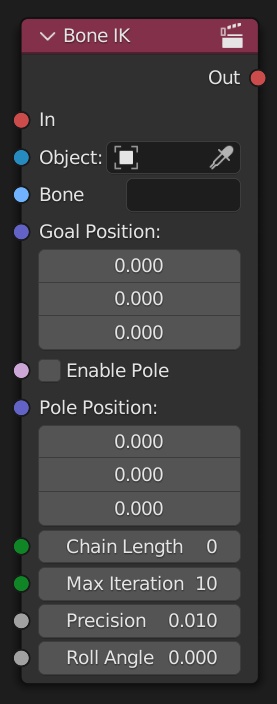 Bone IK
Out
In
Object:
Bone
Goal Position:
0.000
0.000
0.000
Enable Pole
Pole Position:
0.000
0.000
0.000
Chain Length 0
Max Iteration 10
Precision 0.010
Roll Angle 0.000